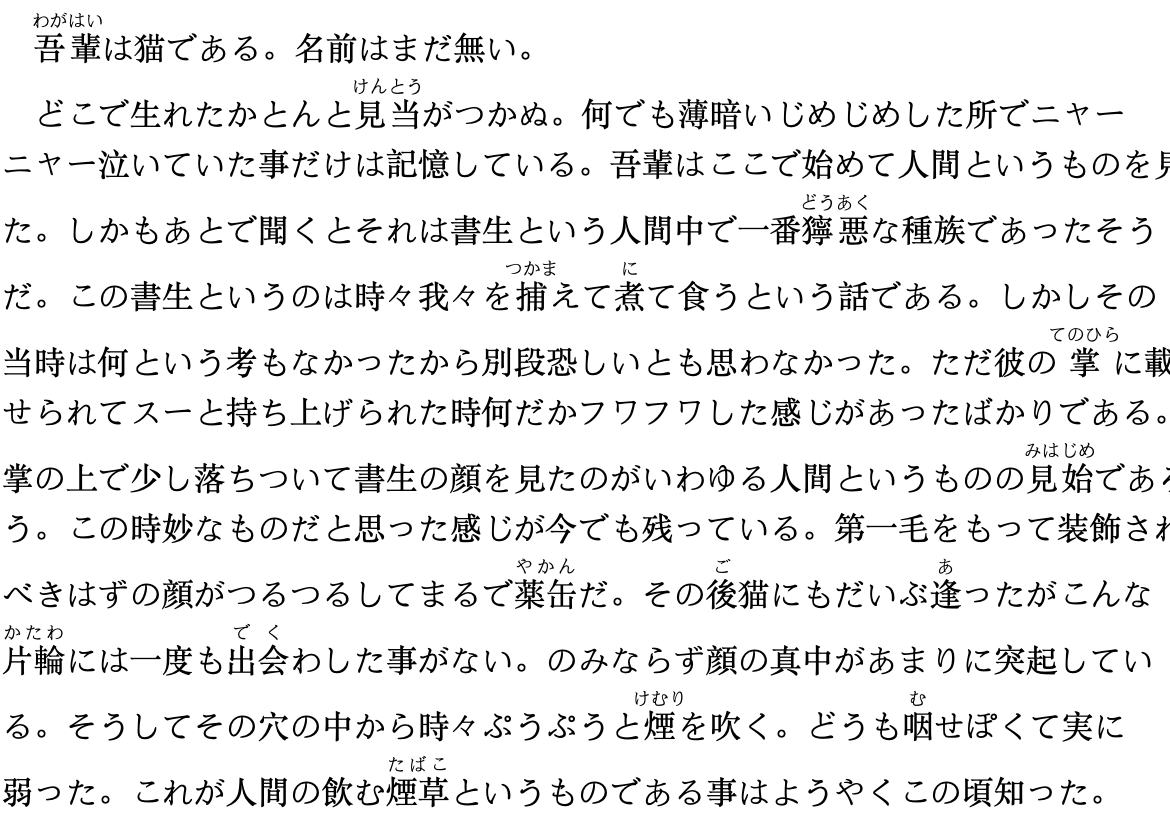 わがはい
吾輩は猫である。名前はまだ無い。
けんとう
どこで生れたかとんと見当がつかぬ。何でも薄暗いじめじめした所でニャー
ニャー泣いていた事だけは記憶している。吾輩はここで始めて人間というものを見
どうあく
た。しかもあとで聞くとそれは書生という人間中で一番獰悪な種族であったそう
つかま に
だ。この書生というのは時々我々を捕えて煮て食うという話である。しかしその
てのひら
当時は何という考もなかったから別段恐しいとも思わなかった。ただ彼の掌に載
せられてスーと持ち上げられた時何だかフワフワした感じがあったばかりである。
みはじめ
掌の上で少し落ちついて書生の顔を見たのがいわゆる人間というものの見始であろ
う。この時妙なものだと思った感じが今でも残っている。第一毛をもって装飾され
やかん ご あ
べきはずの顔がつるつるしてまるで薬缶だ。その後猫にもだいぶ逢ったがこんな
かたわ で く
片輪には一度も出会わした事がない。のみならず顔の真中があまりに突起してい
けむり む
る。そうしてその穴の中から時々ぷうぷうと煙を吹く。どうも咽せぽくて実に
たばこ
弱った。これが人間の飲む煙草というものである事はようやくこの頃知った。